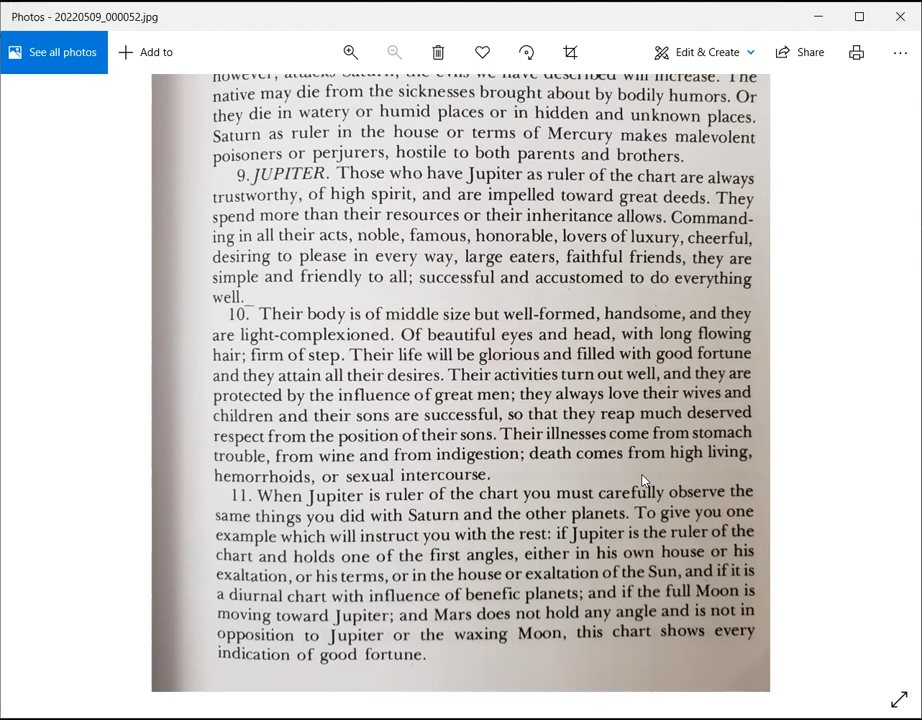 Photos - 20220509_000052.jpg
See all photos
Add to
Edit & Create
Share
however, attacks Saturn, the evils we have described will increase. The
native may die from the sicknesses brought about by bodily humors. Or
they die in watery or humid places or in hidden and unknown places.
Saturn as ruler in the house or terms of Mercury makes malevolent
poisoners or perjurers, hostile to both parents and brothers.
9. JUPITER. Those who have Jupiter as ruler of the chart are always
trustworthy, of high spirit, and are impelled toward great deeds. They
spend more than their resources or their inheritance allows. Command-
ing in all their acts, noble, famous, honorable, lovers of luxury, cheerful,
desiring to please in every way, large eaters, faithful friends, they are
simple and friendly to all; successful and accustomed to do everything
well.
10. Their body is of middle size but well-formed, handsome, and they
are light-complexioned. Of beautiful eyes and head, with long flowing
hair; firm of step. Their life will be glorious and filled with good fortune
and they attain all their desires. Their activities turn out well, and they are
protected by the influence of great men; they always love their wives and
children and their sons are successful, so that they reap much deserved
respect from the position of their sons. Their illnesses come from stomach
trouble, from wine and from indigestion; death comes from high living,
hemorrhoids, or sexual intercourse.
11. When Jupiter is ruler of the chart you must carefully observe the
same things you did with Saturn and the other planets. To give you one
example which will instruct you with the rest: if Jupiter is the ruler of the
chart and holds one of the first angles, either in his own house or his
exaltation, or his terms, or in the house or exaltation of the Sun, and if it is
a diurnal chart with influence of benefic planets; and if the full Moon is
moving toward Jupiter; and Mars does not hold any angle and is not in
opposition to Jupiter or the waxing Moon, this chart shows every
indication of good fortune.